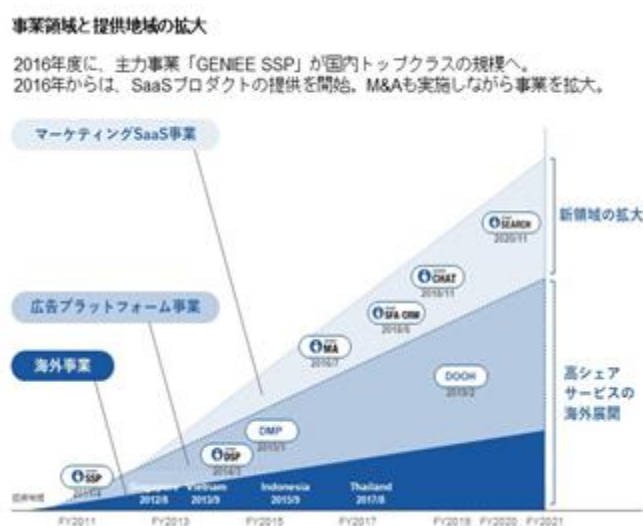 事業領域と提供地域の拡大
2016年度に、主力事業「GENIEE SSP」が国内トップクラスの規模へ。
2016年からは、SaaSプロダクトの提供を開始。M&Aも実施しながら事業を拡大。
マーケティングSaaS事業
新領域の拡大
SEARCH
2020/11
CHAT
2018/11
広告プラットフォーム事業
SFA CRM
MA
2016/7
海外事業
DOOH
2019/2
高シェア
サービスの
海外展開
DMP
2015/5
DSP
SSP
Singapore
2012/8
Vietnam
2013/9
Indonesia
2015/9
Thailand
2017/8
FY2011
FY2013
FY2015
FY2017
FY2019
FY2020
FY2021